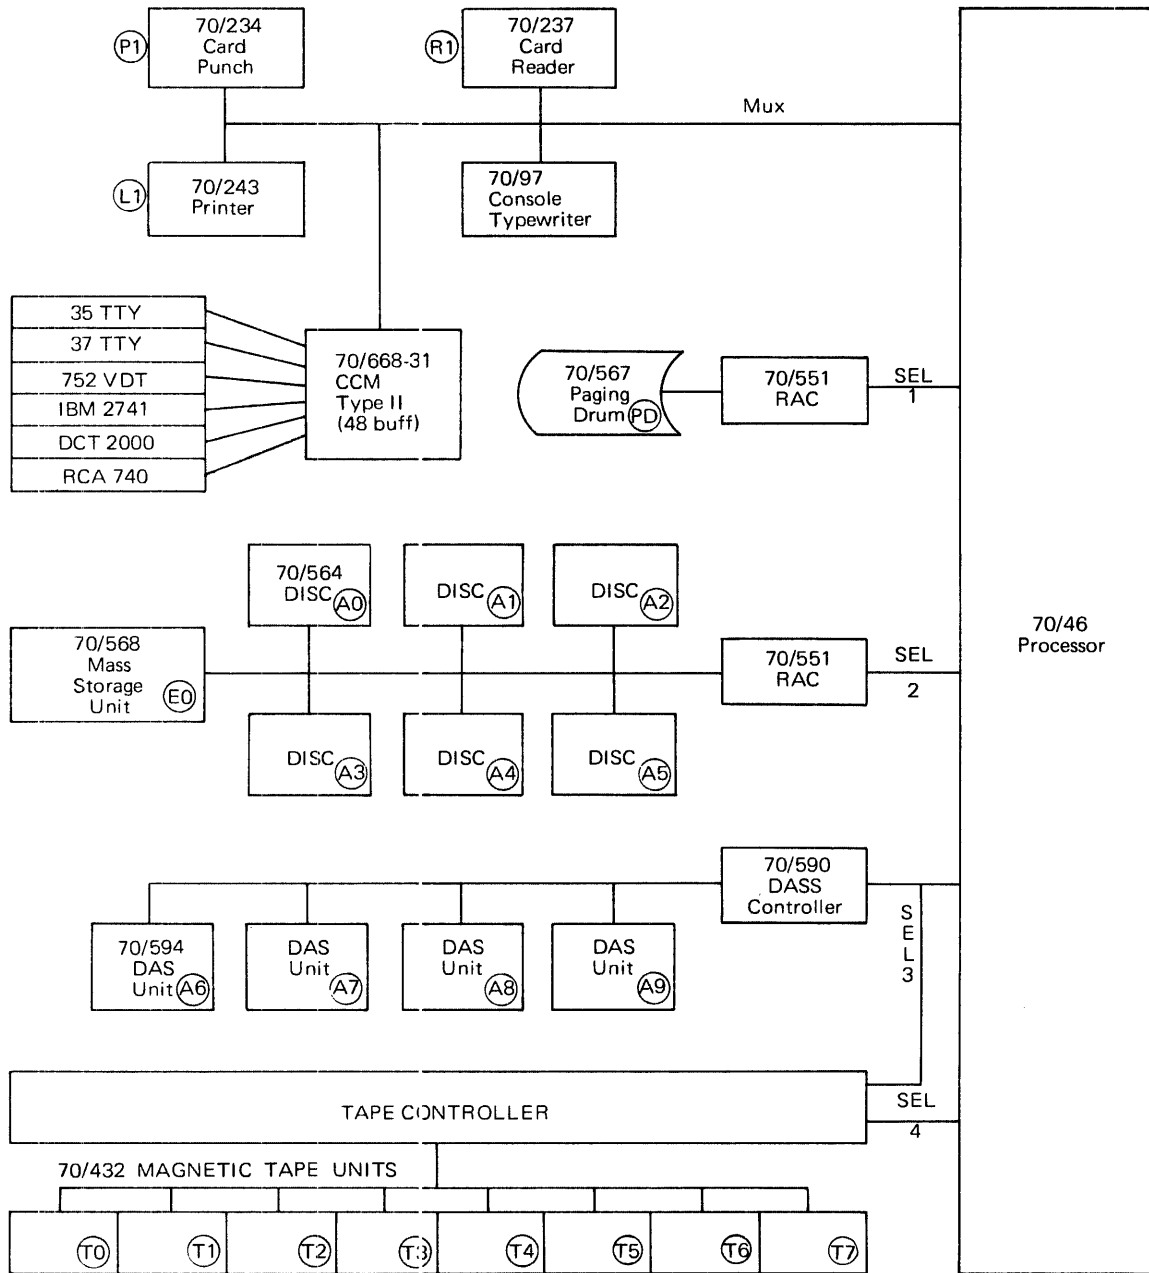 P1
70/234
Card
Punch
R1
70/237
Card
Reader
Mux
L1
70/243
Printer
70/97
Console
Typewriter
35 TTY
37 TTY
752 VDT
IBM 2741
DCT 2000
RCA 740
70/668-31
CCM
Type II
(48 buff)
70/567
Paging
Drum PD
70/551
RAC
SEL
1
70/46
Processor
70/564
DISC A0
DISC A1
DISC A2
70/568
Mass
Storage
Unit
E0
70/551
RAC
SEL
2
DISC A3
DISC A4
DISC A5
70/590
DASS
Controller
SEL3
70/594
DAS
Unit A6
DAS
Unit
A7
DAS
Unit
A8
DAS
Unit
A9
TAPE CONTROLLER
SEL
4
70/432 MAGNETIC TAPE UNITS
T0 T1 T2 T3 T4 T5 T6 T7